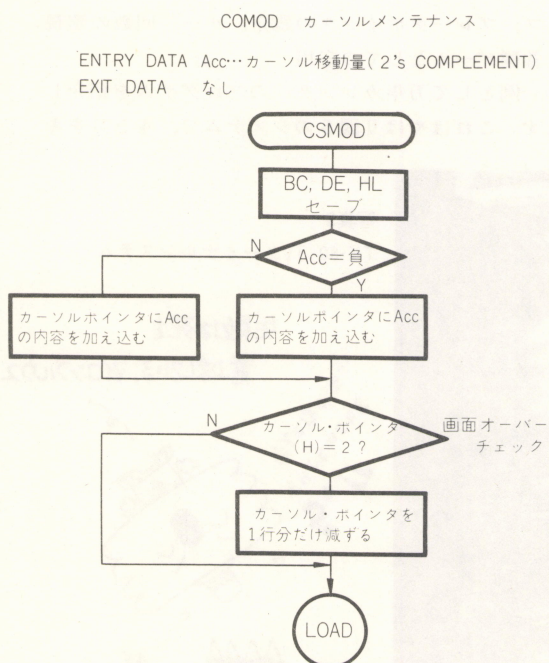 COMOD カーソルメンテナンス
ENTRY DATA Acc…カーソル移動量(2's COMPLEMENT)
EXIT DATA なし
CSMOD
BC, DE, HL
セーブ
N
Acc=負
Y
カーソルポインタにAcc
の内容を加え込む
カーソルポインタにAcc
の内容を加え込む
N
カーソル・ポインタ
(H)=2?
画面オーバー
チェック
カーソル・ポインタを
1行分だけ減ずる
LOAD